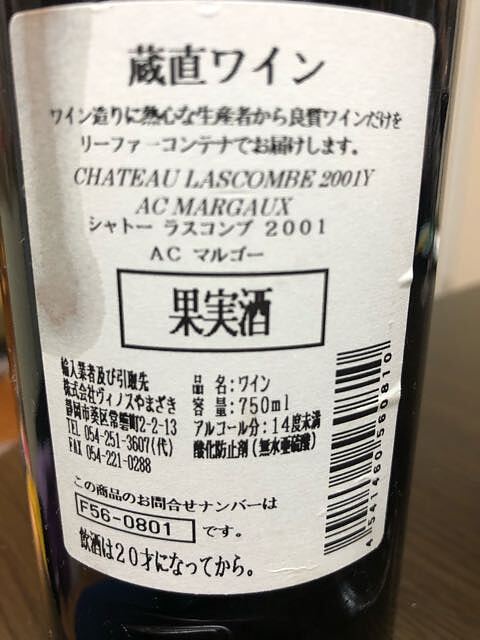 蔵直ワイン
ワイン造りに熱心な生産者から良質ワインだけを
リーファーコンテナでお届けします。
CHATEAU LASCOMBE 2001Y
AC MARGAUX
シャトー ラスコンブ 2001
AC マルゴー
果実酒
輸入業者及び引取先
株式会社ヴィノスやまざき
静岡市葵区常磐町2-2-13
TEL 054-251-3607(代)
FAX 054-221-0288
品名:ワイン
容量:750ml
アルコール分:14度未満
酸化防止剤(無水亜硫酸)
この商品のお問合せナンバーは
F56-0801 です。
飲酒は20才になってから。
4541460560810